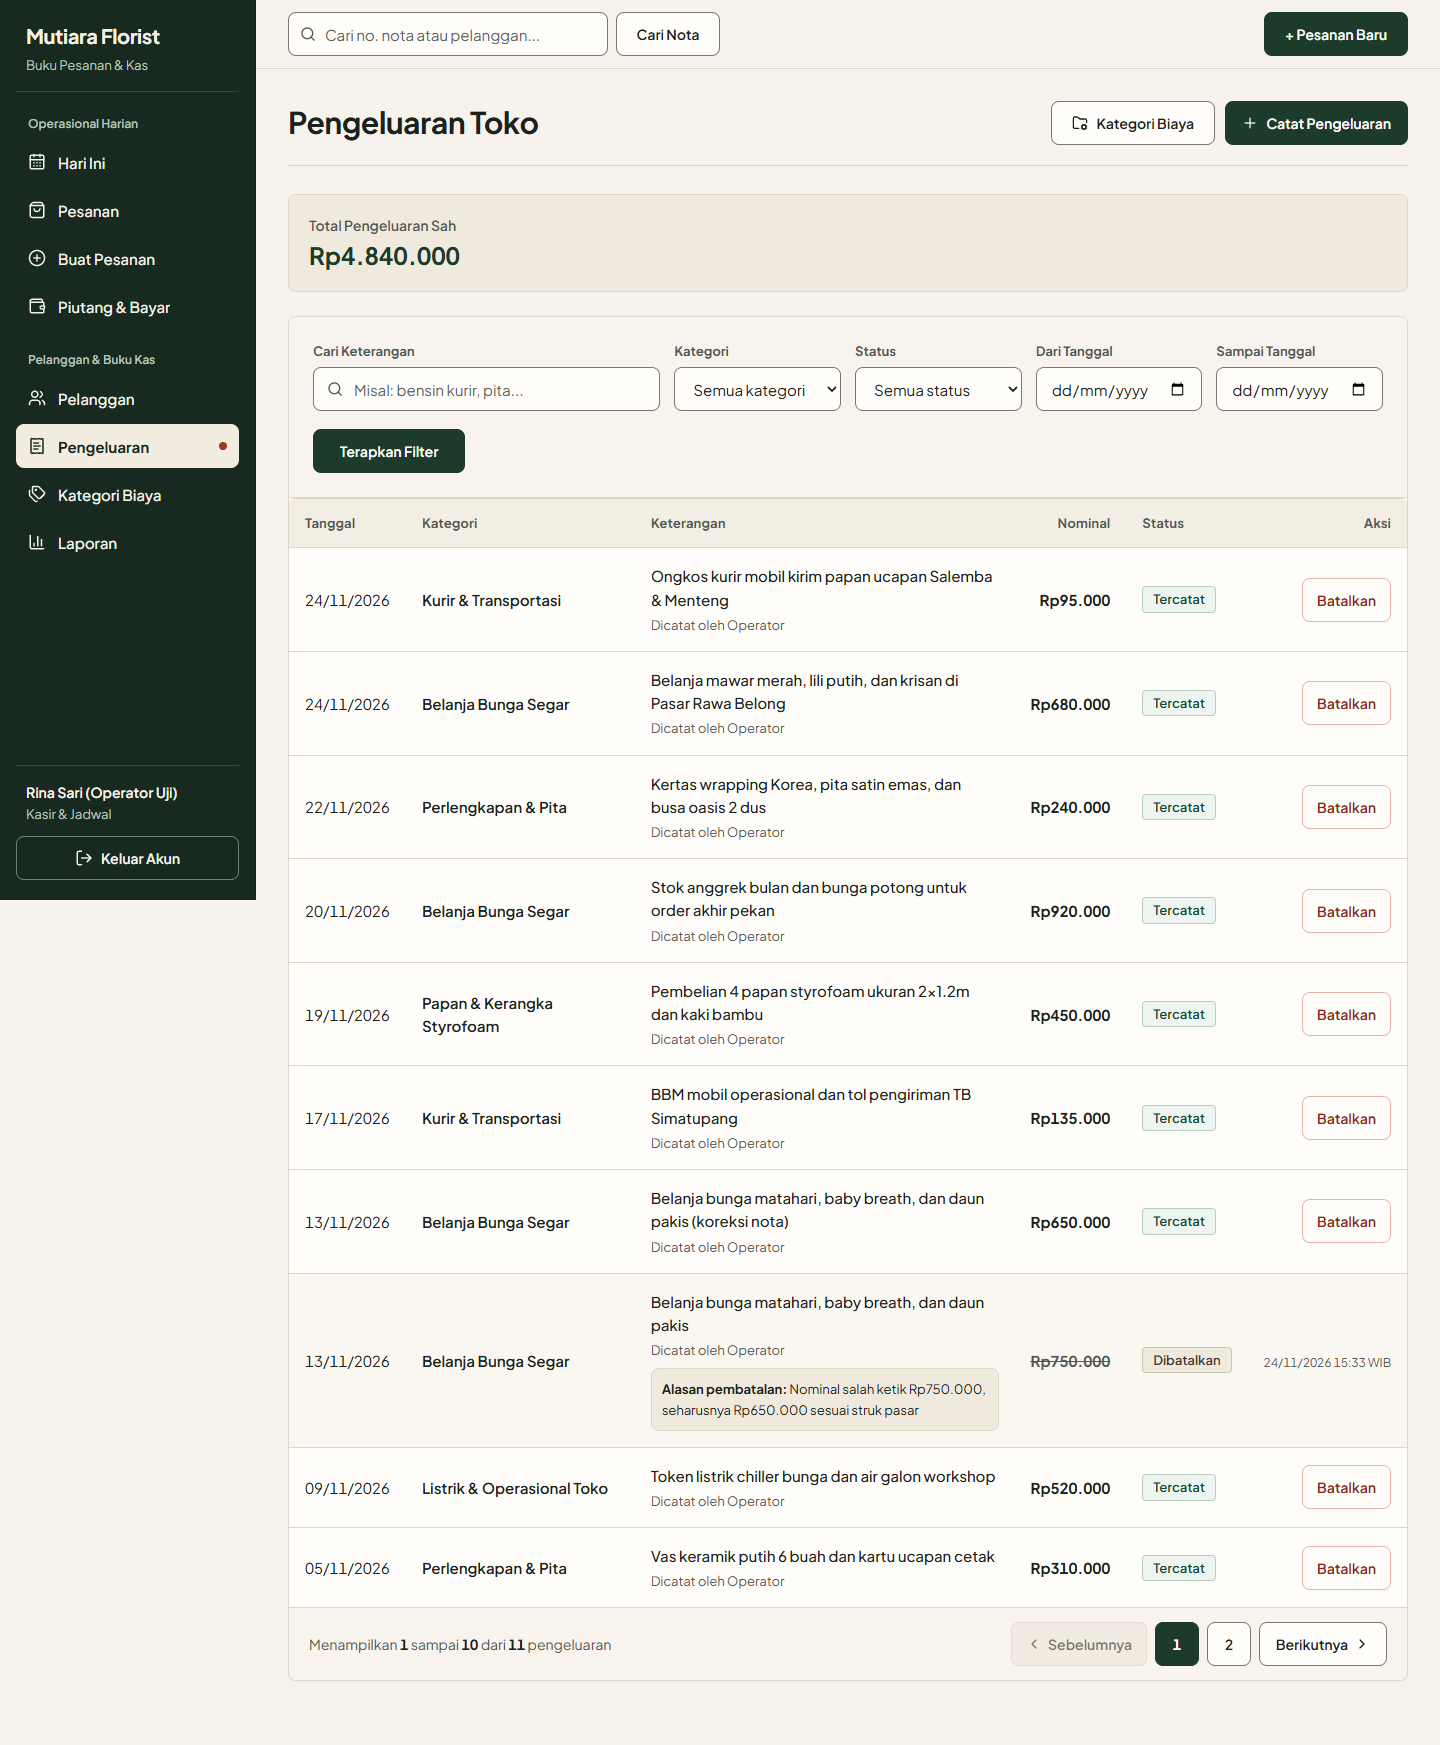 Mutiara Florist
Buku Pesanan & Kas
Operasional Harian
Hari Ini
Pesanan
Buat Pesanan
Piutang & Bayar
Pelanggan & Buku Kas
Pelanggan
Pengeluaran
Kategori Biaya
Laporan
Rina Sari (Operator Uji)
Kasir & Jadwal
Keluar Akun
Cari no. nota atau pelanggan...
Cari Nota
+ Pesanan Baru
Pengeluaran Toko
Kategori Biaya
Catat Pengeluaran
Total Pengeluaran Sah
Rp4.840.000
Cari Keterangan
Kategori
Status
Dari Tanggal
Sampai Tanggal
Misal: bensin kurir, pita...
Semua kategori
Semua status
dd/mm/yyyy
dd/mm/yyyy
Terapkan Filter
Tanggal Kategori Keterangan Nominal Status Aksi
24/11/2026 Kurir & Transportasi
Ongkos kurir mobil kirim papan ucapan Salemba
& Menteng
Dicatat oleh Operator
Rp95.000 Tercatat Batalkan
24/11/2026 Belanja Bunga Segar
Belanja mawar merah, lili putih, dan krisan di
Pasar Rawa Belong
Dicatat oleh Operator
Rp680.000 Tercatat Batalkan
22/11/2026 Perlengkapan & Pita
Kertas wrapping Korea, pita satin emas, dan
busa oasis 2 dus
Dicatat oleh Operator
Rp240.000 Tercatat Batalkan
20/11/2026 Belanja Bunga Segar
Stok anggrek bulan dan bunga potong untuk
order akhir pekan
Dicatat oleh Operator
Rp920.000 Tercatat Batalkan
19/11/2026
Papan & Kerangka
Styrofoam
Pembelian 4 papan styrofoam ukuran 2×1.2m
dan kaki bambu
Dicatat oleh Operator
Rp450.000 Tercatat Batalkan
17/11/2026 Kurir & Transportasi
BBM mobil operasional dan tol pengiriman TB
Simatupang
Dicatat oleh Operator
Rp135.000 Tercatat Batalkan
13/11/2026 Belanja Bunga Segar
Belanja bunga matahari, baby breath, dan daun
pakis (koreksi nota)
Dicatat oleh Operator
Rp650.000 Tercatat Batalkan
13/11/2026 Belanja Bunga Segar
Belanja bunga matahari, baby breath, dan daun
pakis
Dicatat oleh Operator
Alasan pembatalan: Nominal salah ketik Rp750.000,
seharusnya Rp650.000 sesuai struk pasar
Rp750.000 Dibatalkan 24/11/2026 15:33 WIB
09/11/2026 Listrik & Operasional Toko
Token listrik chiller bunga dan air galon workshop
Dicatat oleh Operator
Rp520.000 Tercatat Batalkan
05/11/2026 Perlengkapan & Pita
Vas keramik putih 6 buah dan kartu ucapan cetak
Dicatat oleh Operator
Rp310.000 Tercatat Batalkan
Menampilkan 1 sampai 10 dari 11 pengeluaran
Sebelumnya 1 2 Berikutnya